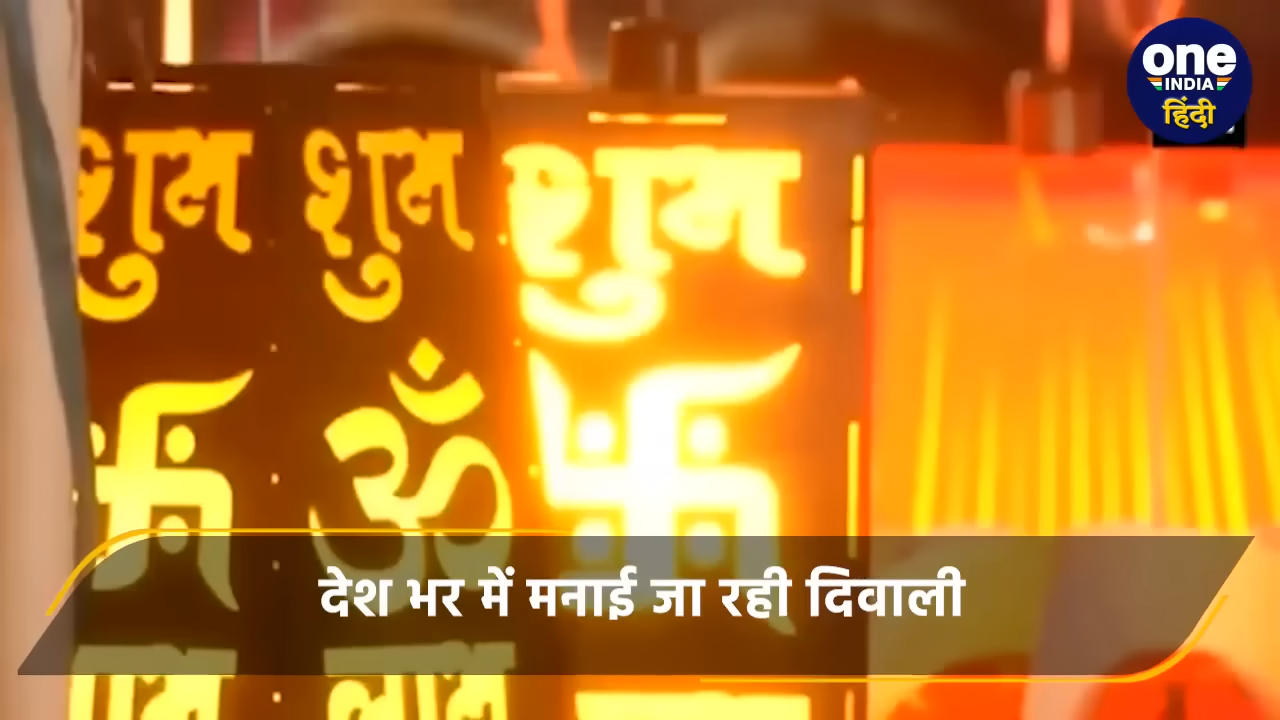 one
INDIA
हिंदी
शुभ शुभ शुभ
ॐ
लाभ लाभ
देश भर में मनाई जा रही दिवाली